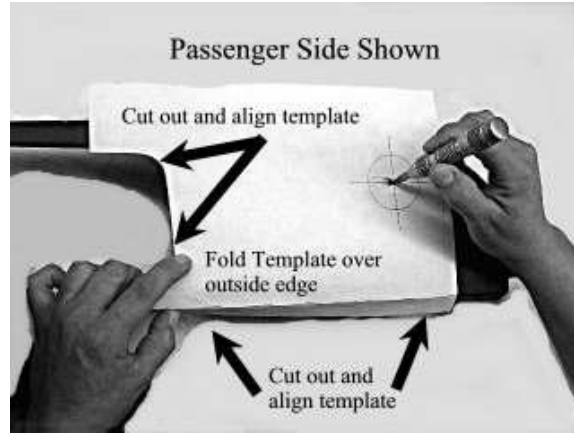 Passenger Side Shown
Cut out and align template
Fold Template over
outside edge
Cut out and
align template